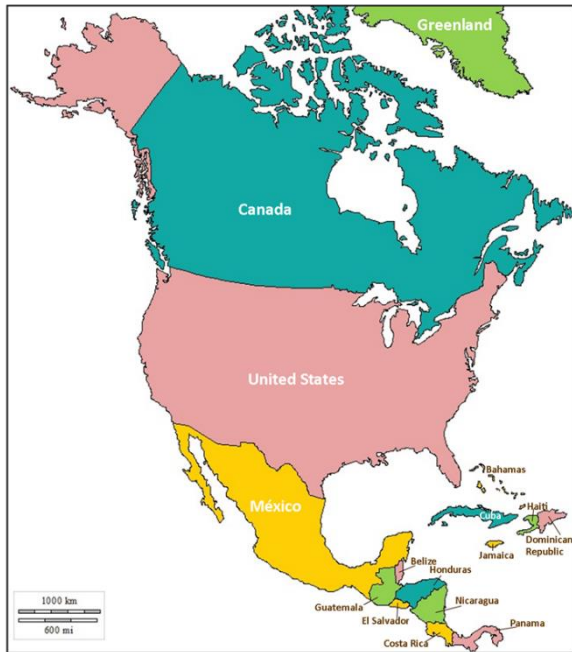 Greenland
Canada
United States
México
Bahamas
Cuba
Haiti
Dominican
Republic
Jamaica
Belize
Honduras
Guatemala
Nicaragua
El Salvador
Costa Rica
Panama
1000 km
600 mi